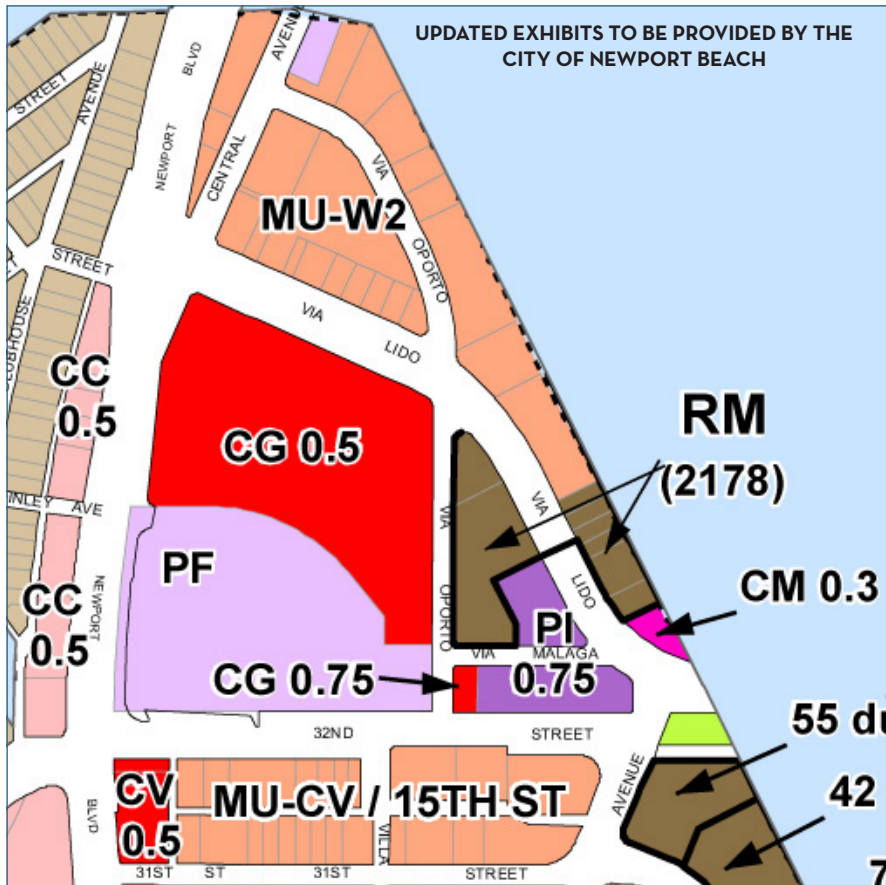 UPDATED EXHIBITS TO BE PROVIDED BY THE
CITY OF NEWPORT BEACH
STREET
AVENUE
BLVD
NEWPORT
AVENUE
CENTRAL
VIA
OPORTO
MU-W2
STREET
VIA
LIDO
CC
0.5
CG 0.5
RM
(2178)
AVE
VIA
OPORTO
VIA
LIDO
PF
CM 0.3
CC
0.5
NEWPORT
PI
0.75
VIA
MALAGA
CG 0.75
32ND
STREET
55
AVENUE
42
CV
0.5
MU-CV / 15TH ST
BLVD
VILLA
31ST
ST
31ST
STREET
7